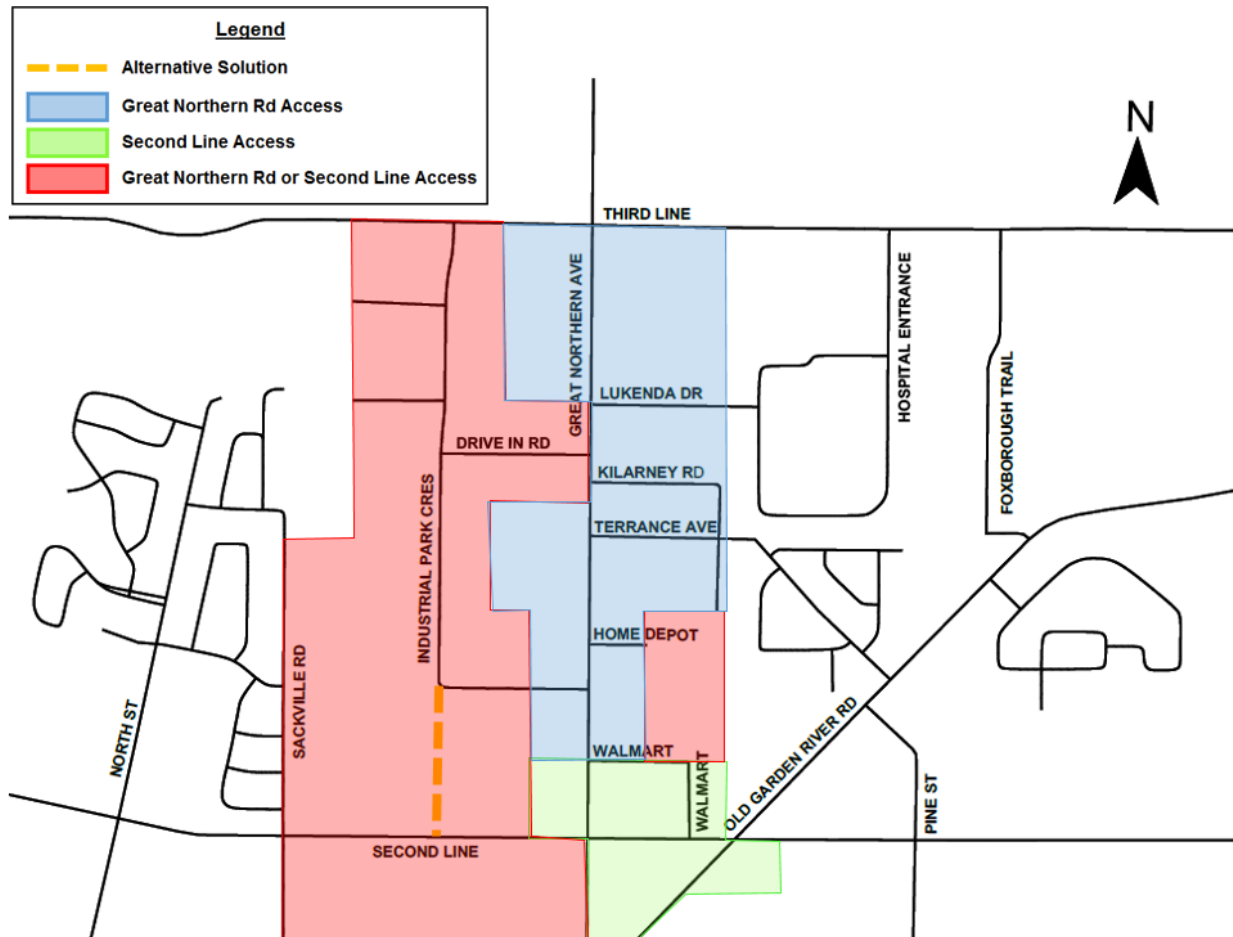 Legend
Alternative Solution
Great Northern Rd Access
Second Line Access
Great Northern Rd or Second Line Access
N
THIRD LINE
GREAT NORTHERN AVE
HOSPITAL ENTRANCE
FOXBOROUGH TRAIL
LUKENDA DR
DRIVE IN RD
KILARNEY RD
INDUSTRIAL PARK CRES
TERRANCE AVE
HOME DEPOT
SACKVILLE RD
NORTH ST
WALMART
WALMART
OLD GARDEN RIVER RD
PINE ST
SECOND LINE